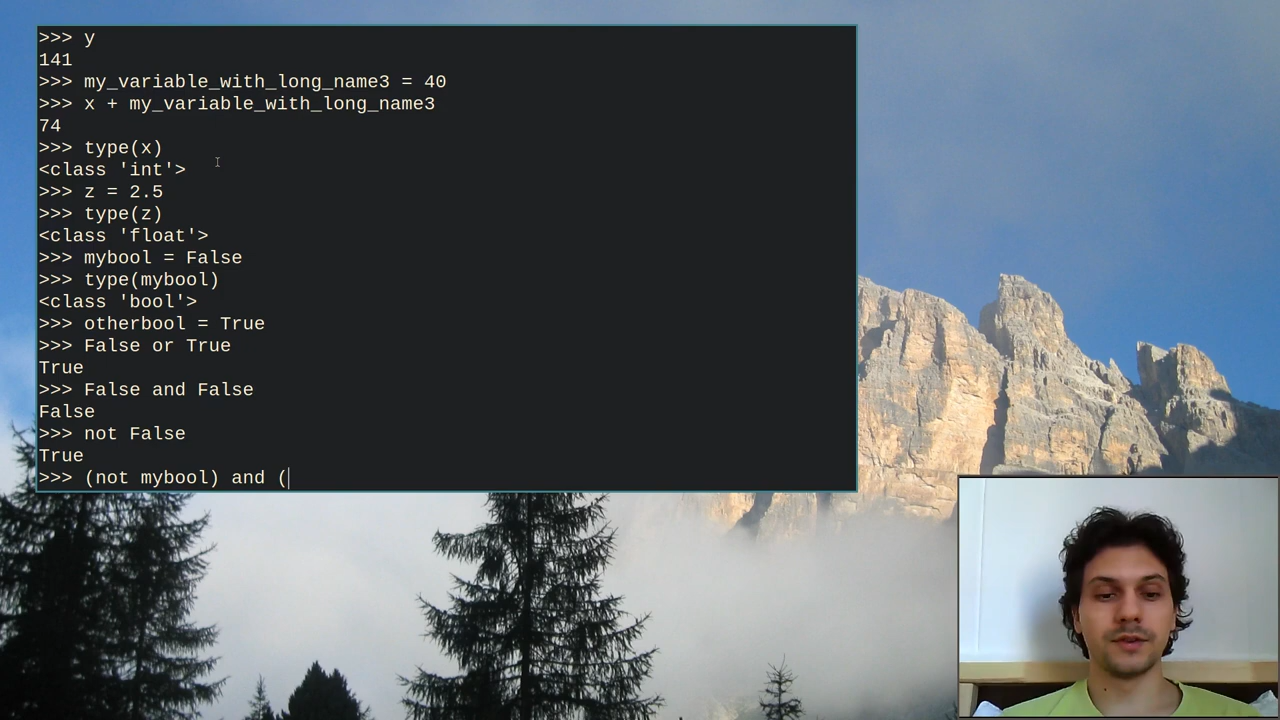 >>> y
141
>>> my_variable_with_long_name3 = 40
>>> x + my_variable_with_long_name3
74
>>> type(x)
<class 'int'>
>>> z = 2.5
>>> type(z)
<class 'float'>
>>> mybool = False
>>> type(mybool)
<class 'bool'>
>>> otherbool = True
>>> False or True
True
>>> False and False
False
>>> not False
True
>>> (not mybool) and (